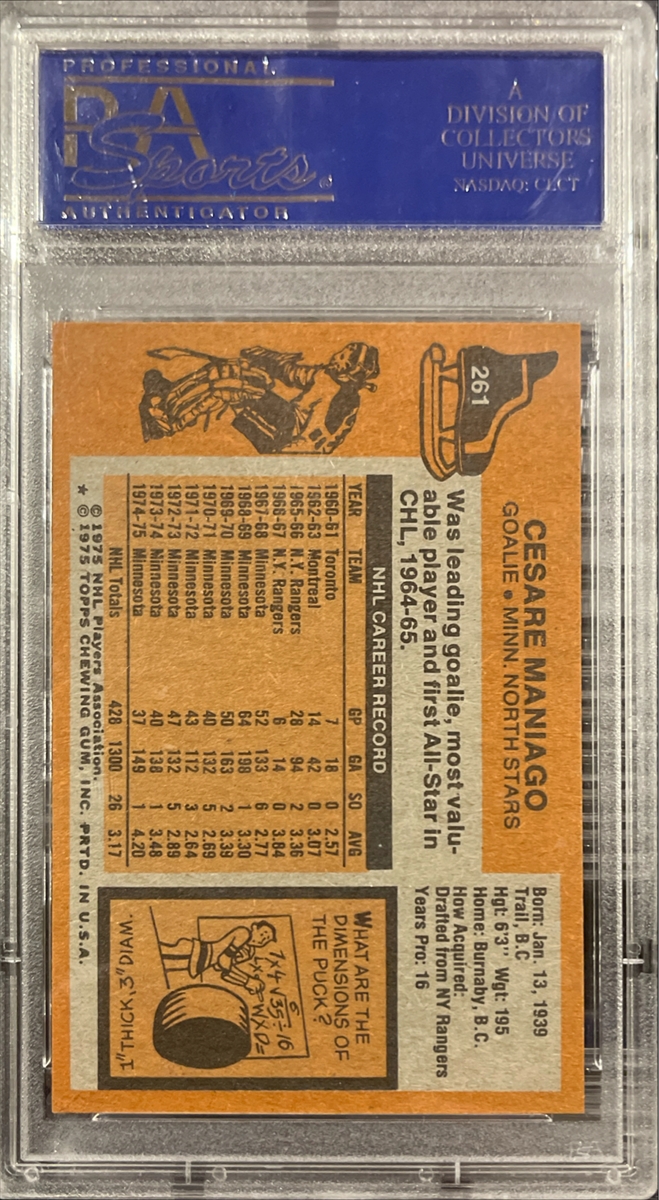 PROFESSIONAL
PSA
Sports®
AUTHENTICATOR
A
DIVISION OF
COLLECTORS
UNIVERSE
NASDAQ: CLCT
261
CESARE MANIAGO
GOALIE • MINN. NORTH STARS
Born: Jan. 13, 1939
Trail, B.C
Hgt: 6'3" Wgt: 195
Home: Burnaby, B.C.
How Acquired:
Drafted from NY Rangers
Years Pro: 16
Was leading goalie, most valu-
able player and first All-Star in
CHL, 1964-65.
NHL CAREER RECORD
YEAR TEAM GP GA SO AVG
1960-61 Toronto 7 18 0 2.57
1962-63 Montreal 14 42 0 3.07
1965-66 N.Y. Rangers 28 94 2 3.36
1966-67 N.Y. Rangers 6 14 0 3.84
1967-68 Minnesota 52 133 6 2.77
1968-69 Minnesota 64 198 1 3.30
1969-70 Minnesota 50 163 2 3.39
1970-71 Minnesota 40 132 5 2.69
1971-72 Minnesota 43 112 3 2.64
1972-73 Minnesota 47 132 5 2.89
1973-74 Minnesota 40 138 1 3.48
1974-75 Minnesota 37 149 1 4.20
NHL Totals 428 1300 26 3.17
© 1975 NHL Players Association.
* © 1975 TOPPS CHEWING GUM, INC. PRTD. IN U.S.A.
WHAT ARE THE
DIMENSIONS OF
THE PUCK?
1" THICK, 3" DIAM.